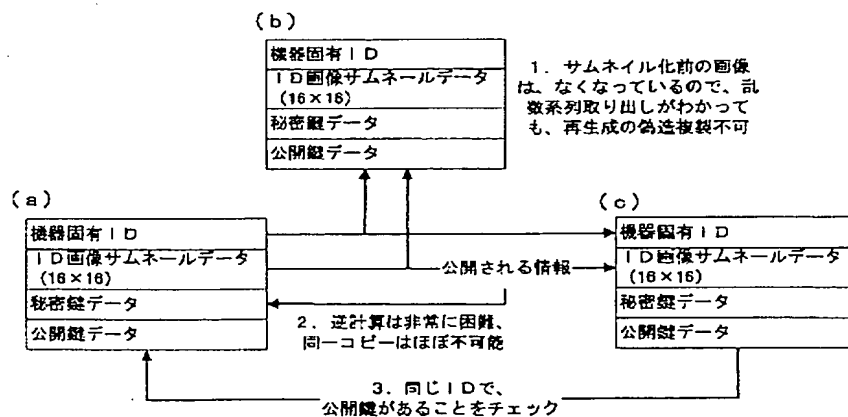 (b)
機器固有ID
ID画像サムネールデータ
(16×16)
秘密鍵データ
公開鍵データ
1. サムネイル化前の画像
は、なくなっているので、乱
数系列取り出しがわかって
も、再生成の偽造複製不可
(a)
機器固有ID
ID画像サムネールデータ
(16×16)
秘密鍵データ
公開鍵データ
(c)
機器固有ID
ID画像サムネールデータ
(16×16)
秘密鍵データ
公開鍵データ
公開される情報
2. 逆計算は非常に困難、
同一コピーはほぼ不可能
3. 同じIDで、
公開鍵があることをチェック